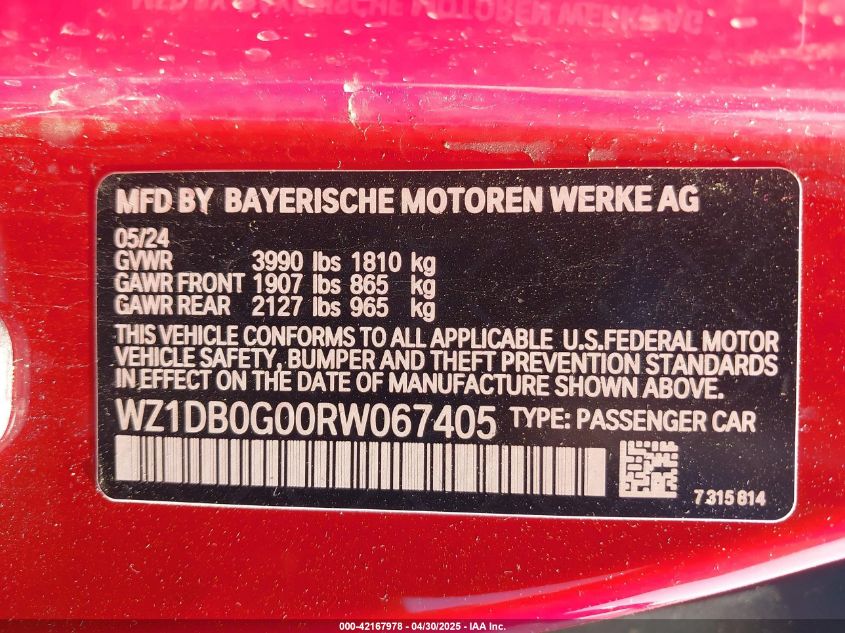 MFD BY BAYERISCHE MOTOREN WERKE AG
05/24
GVWR 3990 lbs 1810 kg
GAWR FRONT 1907 lbs 865 kg
GAWR REAR 2127 lbs 965 kg
THIS VEHICLE CONFORMS TO ALL APPLICABLE U.S.FEDERAL MOTOR
VEHICLE SAFETY, BUMPER AND THEFT PREVENTION STANDARDS
IN EFFECT ON THE DATE OF MANUFACTURE SHOWN ABOVE.
WZ1DB0G00RW067405 TYPE: PASSENGER CAR
7 315 814
000-42167978 - 04/30/2025 - IAA Inc.